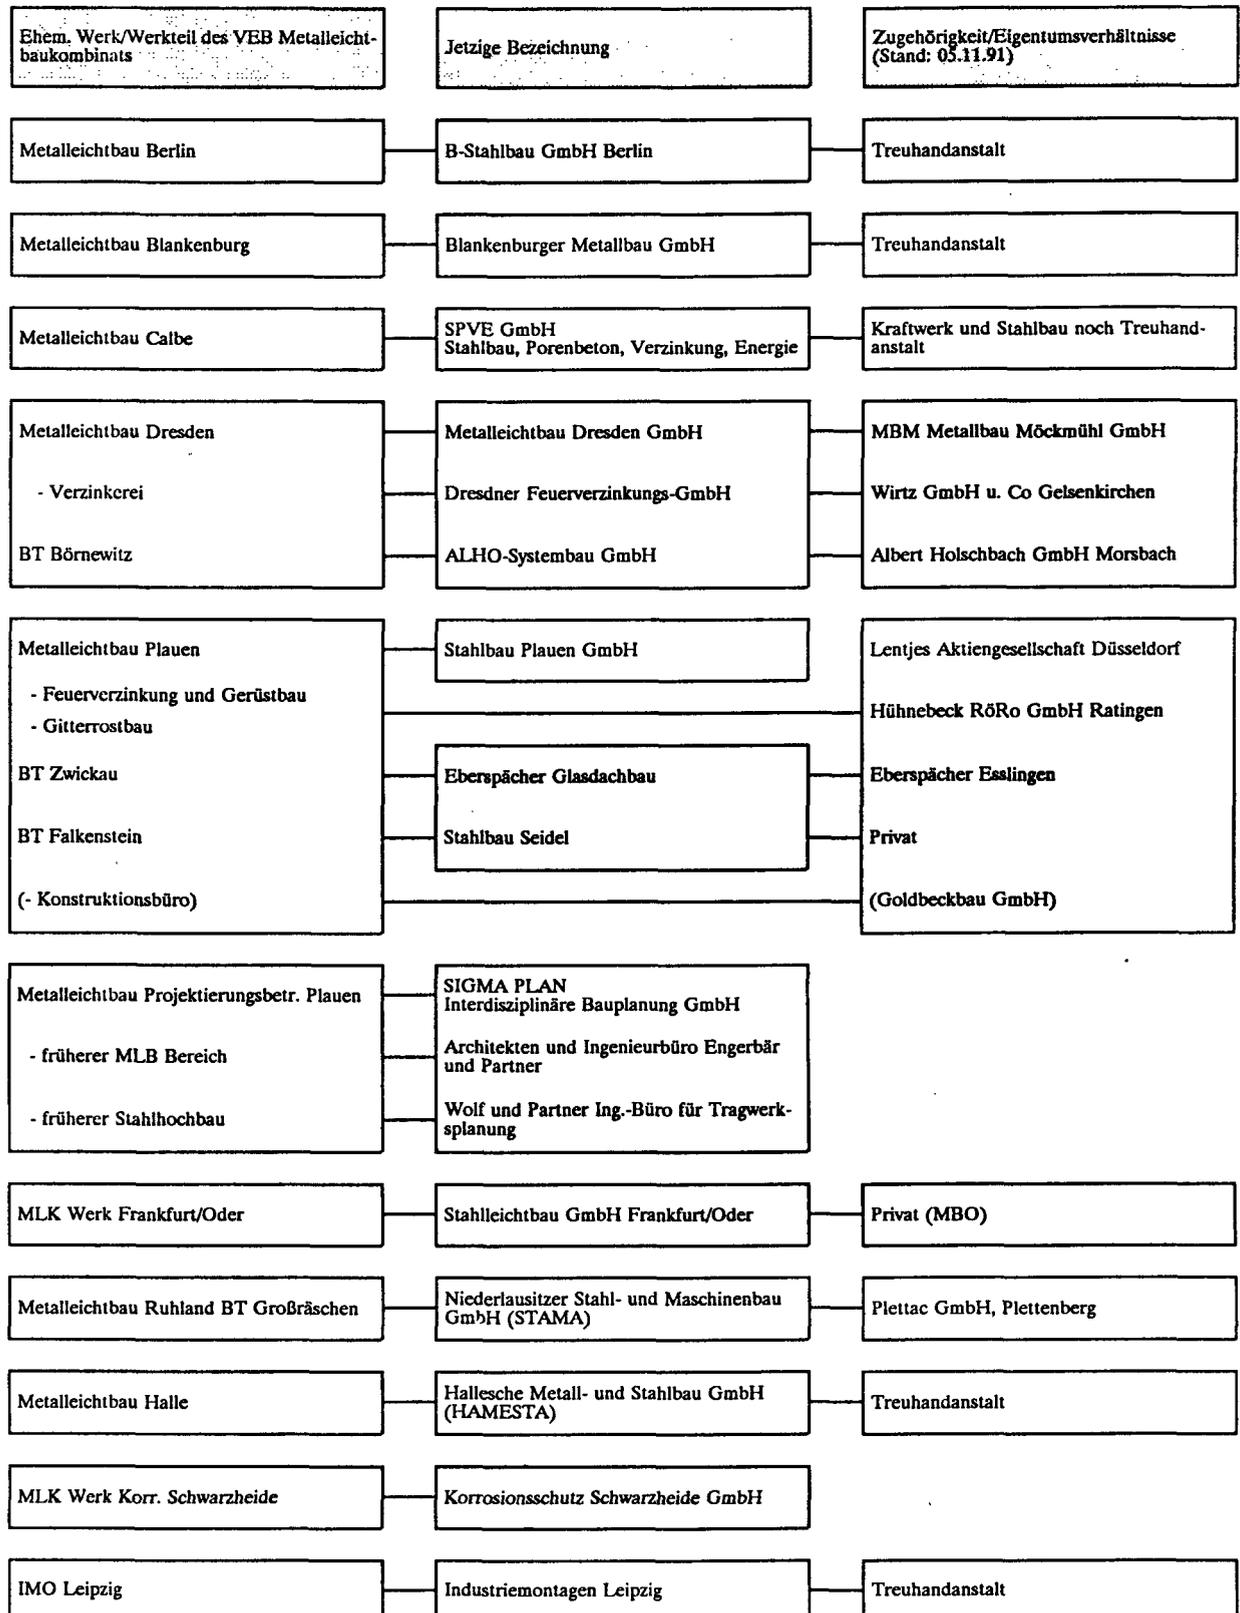 Ehem. Werk/Werkteil des VEB Metalleicht-
baukombinats
Jetzige Bezeichnung
Zugehörigkeit/Eigentumsverhältnisse
(Stand: 05.11.91)
Metalleichtbau Berlin
B-Stahlbau GmbH Berlin
Treuhandanstalt
Metalleichtbau Blankenburg
Blankenburger Metallbau GmbH
Treuhandanstalt
Metalleichtbau Calbe
SPVE GmbH
Stahlbau, Porenbeton, Verzinkung, Energie
Kraftwerk und Stahlbau noch Treuhand-
anstalt
Metalleichtbau Dresden
Metalleichtbau Dresden GmbH
MBM Metallbau Möckmühl GmbH
- Verzinkerei
Dresdner Feuerverzinkungs-GmbH
Wirtz GmbH u. Co Gelsenkirchen
BT Börnewitz
ALHO-Systembau GmbH
Albert Holschbach GmbH Morsbach
Metalleichtbau Plauen
Stahlbau Plauen GmbH
Lentjes Aktiengesellschaft Düsseldorf
- Feuerverzinkung und Gerüstbau
- Gitterrostbau
Hühnebeck RöRo GmbH Ratingen
BT Zwickau
Eberspächer Glasdachbau
Eberspächer Esslingen
BT Falkenstein
Stahlbau Seidel
Privat
(- Konstruktionsbüro)
(Goldbeckbau GmbH)
Metalleichtbau Projektierungsbetr. Plauen
SIGMA PLAN
Interdisziplinäre Bauplanung GmbH
- früherer MLB Bereich
Architekten und Ingenieurbüro Engerbär
und Partner
- früherer Stahlhochbau
Wolf und Partner Ing.-Büro für Tragwerk-
splanung
MLK Werk Frankfurt/Oder
Stahlleichtbau GmbH Frankfurt/Oder
Privat (MBO)
Metalleichtbau Ruhland BT Großräschen
Niederlausitzer Stahl- und Maschinenbau
GmbH (STAMA)
Plettac GmbH, Plettenberg
Metalleichtbau Halle
Hallesche Metall- und Stahlbau GmbH
(HAMESTA)
Treuhandanstalt
MLK Werk Korr. Schwarzheide
Korrosionsschutz Schwarzheide GmbH
IMO Leipzig
Industriemontagen Leipzig
Treuhandanstalt